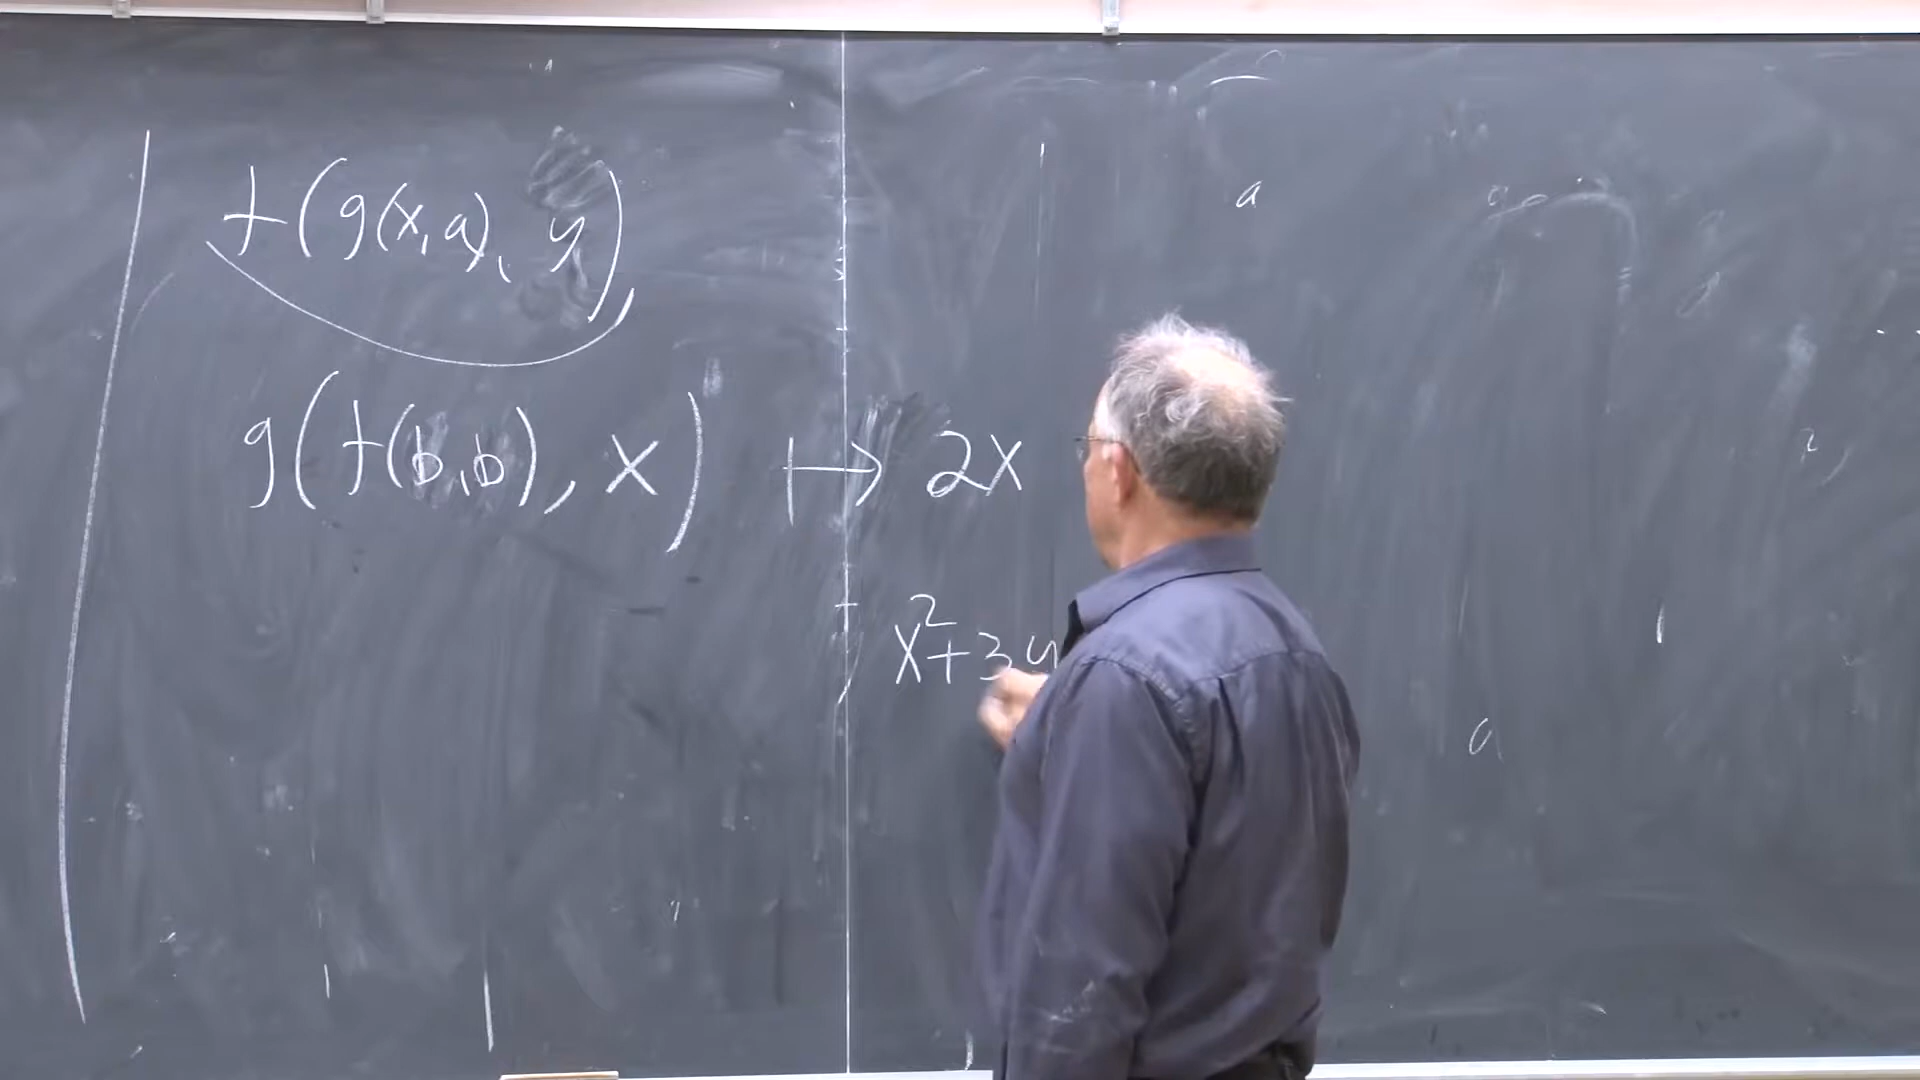 f(g(x,a), y)
g(f(b,b), x) ↦ 2x
x²+3y
a
a